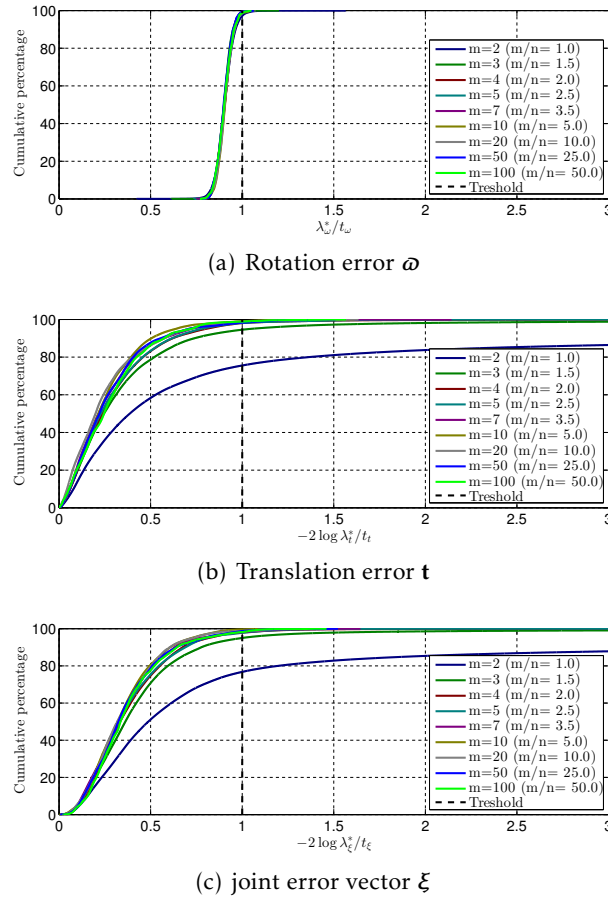 100
80
60
40
20
0
Cumulative percentage
m=2 (m/n= 1.0)
m=3 (m/n= 1.5)
m=4 (m/n= 2.0)
m=5 (m/n= 2.5)
m=7 (m/n= 3.5)
m=10 (m/n= 5.0)
m=20 (m/n= 10.0)
m=50 (m/n= 25.0)
m=100 (m/n= 50.0)
Treshold
0 0.5 1 1.5 2 2.5 3
λ*_ω/t_ω
(a) Rotation error ϖ
100
80
60
40
20
0
Cumulative percentage
m=2 (m/n= 1.0)
m=3 (m/n= 1.5)
m=4 (m/n= 2.0)
m=5 (m/n= 2.5)
m=7 (m/n= 3.5)
m=10 (m/n= 5.0)
m=20 (m/n= 10.0)
m=50 (m/n= 25.0)
m=100 (m/n= 50.0)
Treshold
0 0.5 1 1.5 2 2.5 3
−2 log λ*_t/t_t
(b) Translation error t
100
80
60
40
20
0
Cumulative percentage
m=2 (m/n= 1.0)
m=3 (m/n= 1.5)
m=4 (m/n= 2.0)
m=5 (m/n= 2.5)
m=7 (m/n= 3.5)
m=10 (m/n= 5.0)
m=20 (m/n= 10.0)
m=50 (m/n= 25.0)
m=100 (m/n= 50.0)
Treshold
0 0.5 1 1.5 2 2.5 3
−2 log λ*_ξ/t_ξ
(c) joint error vector ξ